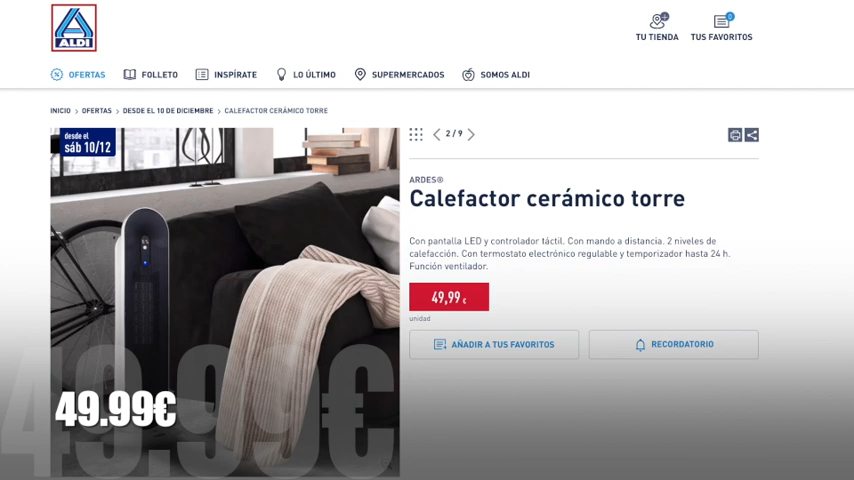 ALDI
TU TIENDA
0
TUS FAVORITOS
OFERTAS
FOLLETO
INSPÍRATE
LO ÚLTIMO
SUPERMERCADOS
SOMOS ALDI
INICIO > OFERTAS > DESDE EL 10 DE DICIEMBRE > CALEFACTOR CERÁMICO TORRE
desde el
sáb 10/12
2 / 9
ARDES®
Calefactor cerámico torre
Con pantalla LED y controlador táctil. Con mando a distancia. 2 niveles de
calefacción. Con termostato electrónico regulable y temporizador hasta 24 h.
Función ventilador.
49,99 €
unidad
AÑADIR A TUS FAVORITOS
RECORDATORIO
49.99€
49.99€